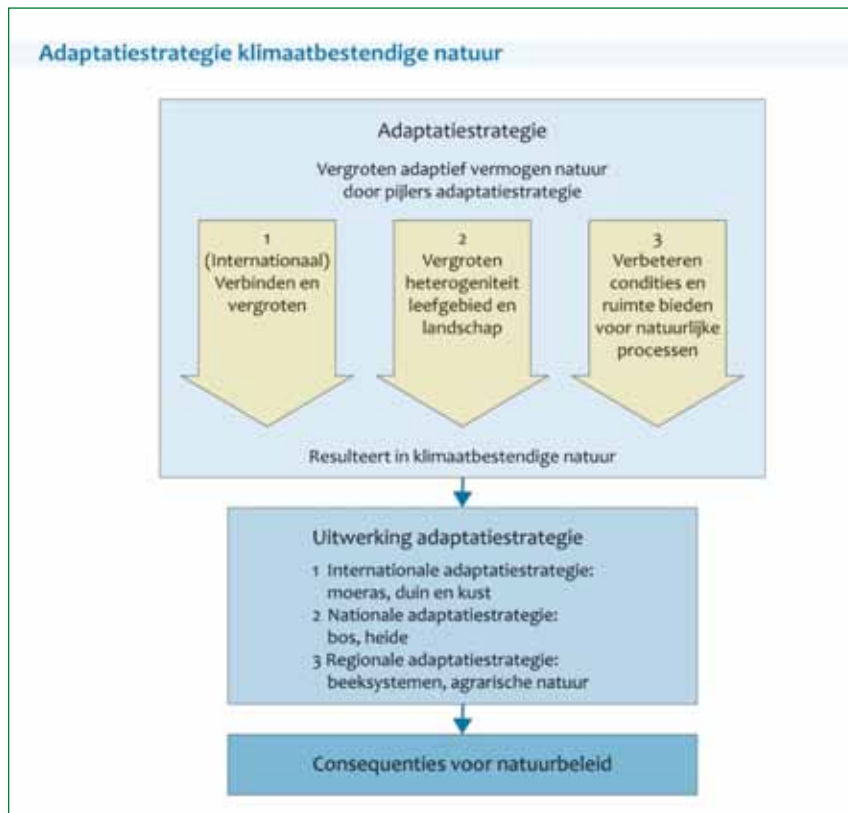 Adaptatiestrategie klimaatbestendige natuur
Adaptatiestrategie
Vergroten adaptief vermogen natuur
door pijlers adaptatiestrategie
1
(Internationaal)
Verbinden en
vergroten
2
Vergroten
heterogeniteit
leefgebied en
landschap
3
Verbeteren
condities en
ruimte bieden
voor natuurlijke
processen
Resulteert in klimaatbestendige natuur
Uitwerking adaptatiestrategie
1 Internationale adaptatiestrategie:
moeras, duin en kust
2 Nationale adaptatiestrategie:
bos, heide
3 Regionale adaptatiestrategie:
beeksystemen, agrarische natuur
Consequenties voor natuurbeleid